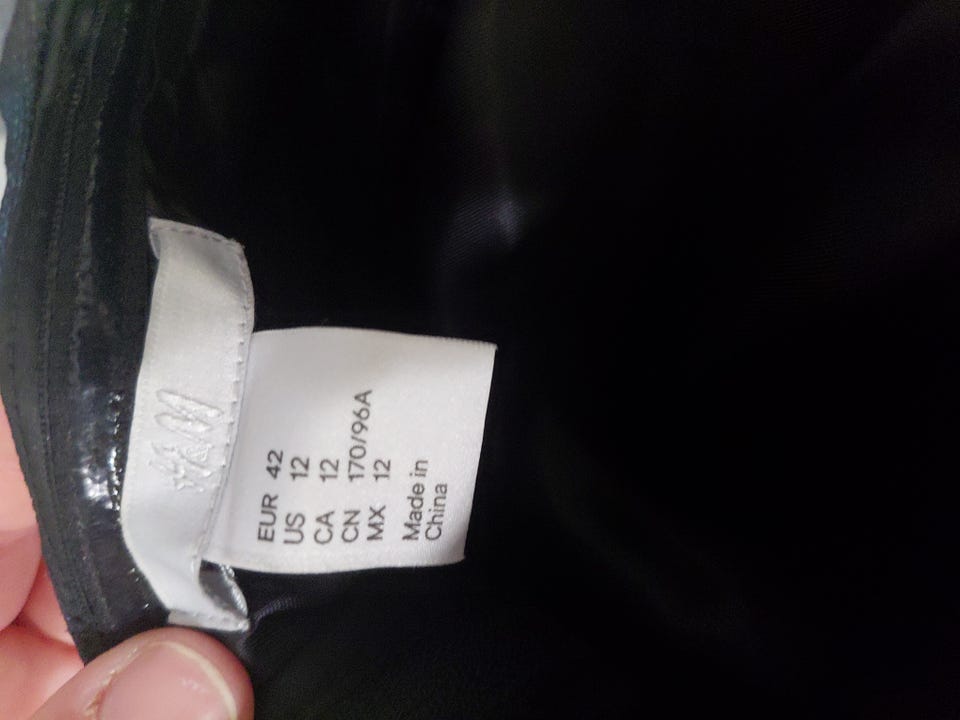 H&M
EUR 42
US 12
CA 12
CN 170/96A
MX 12
Made in
China